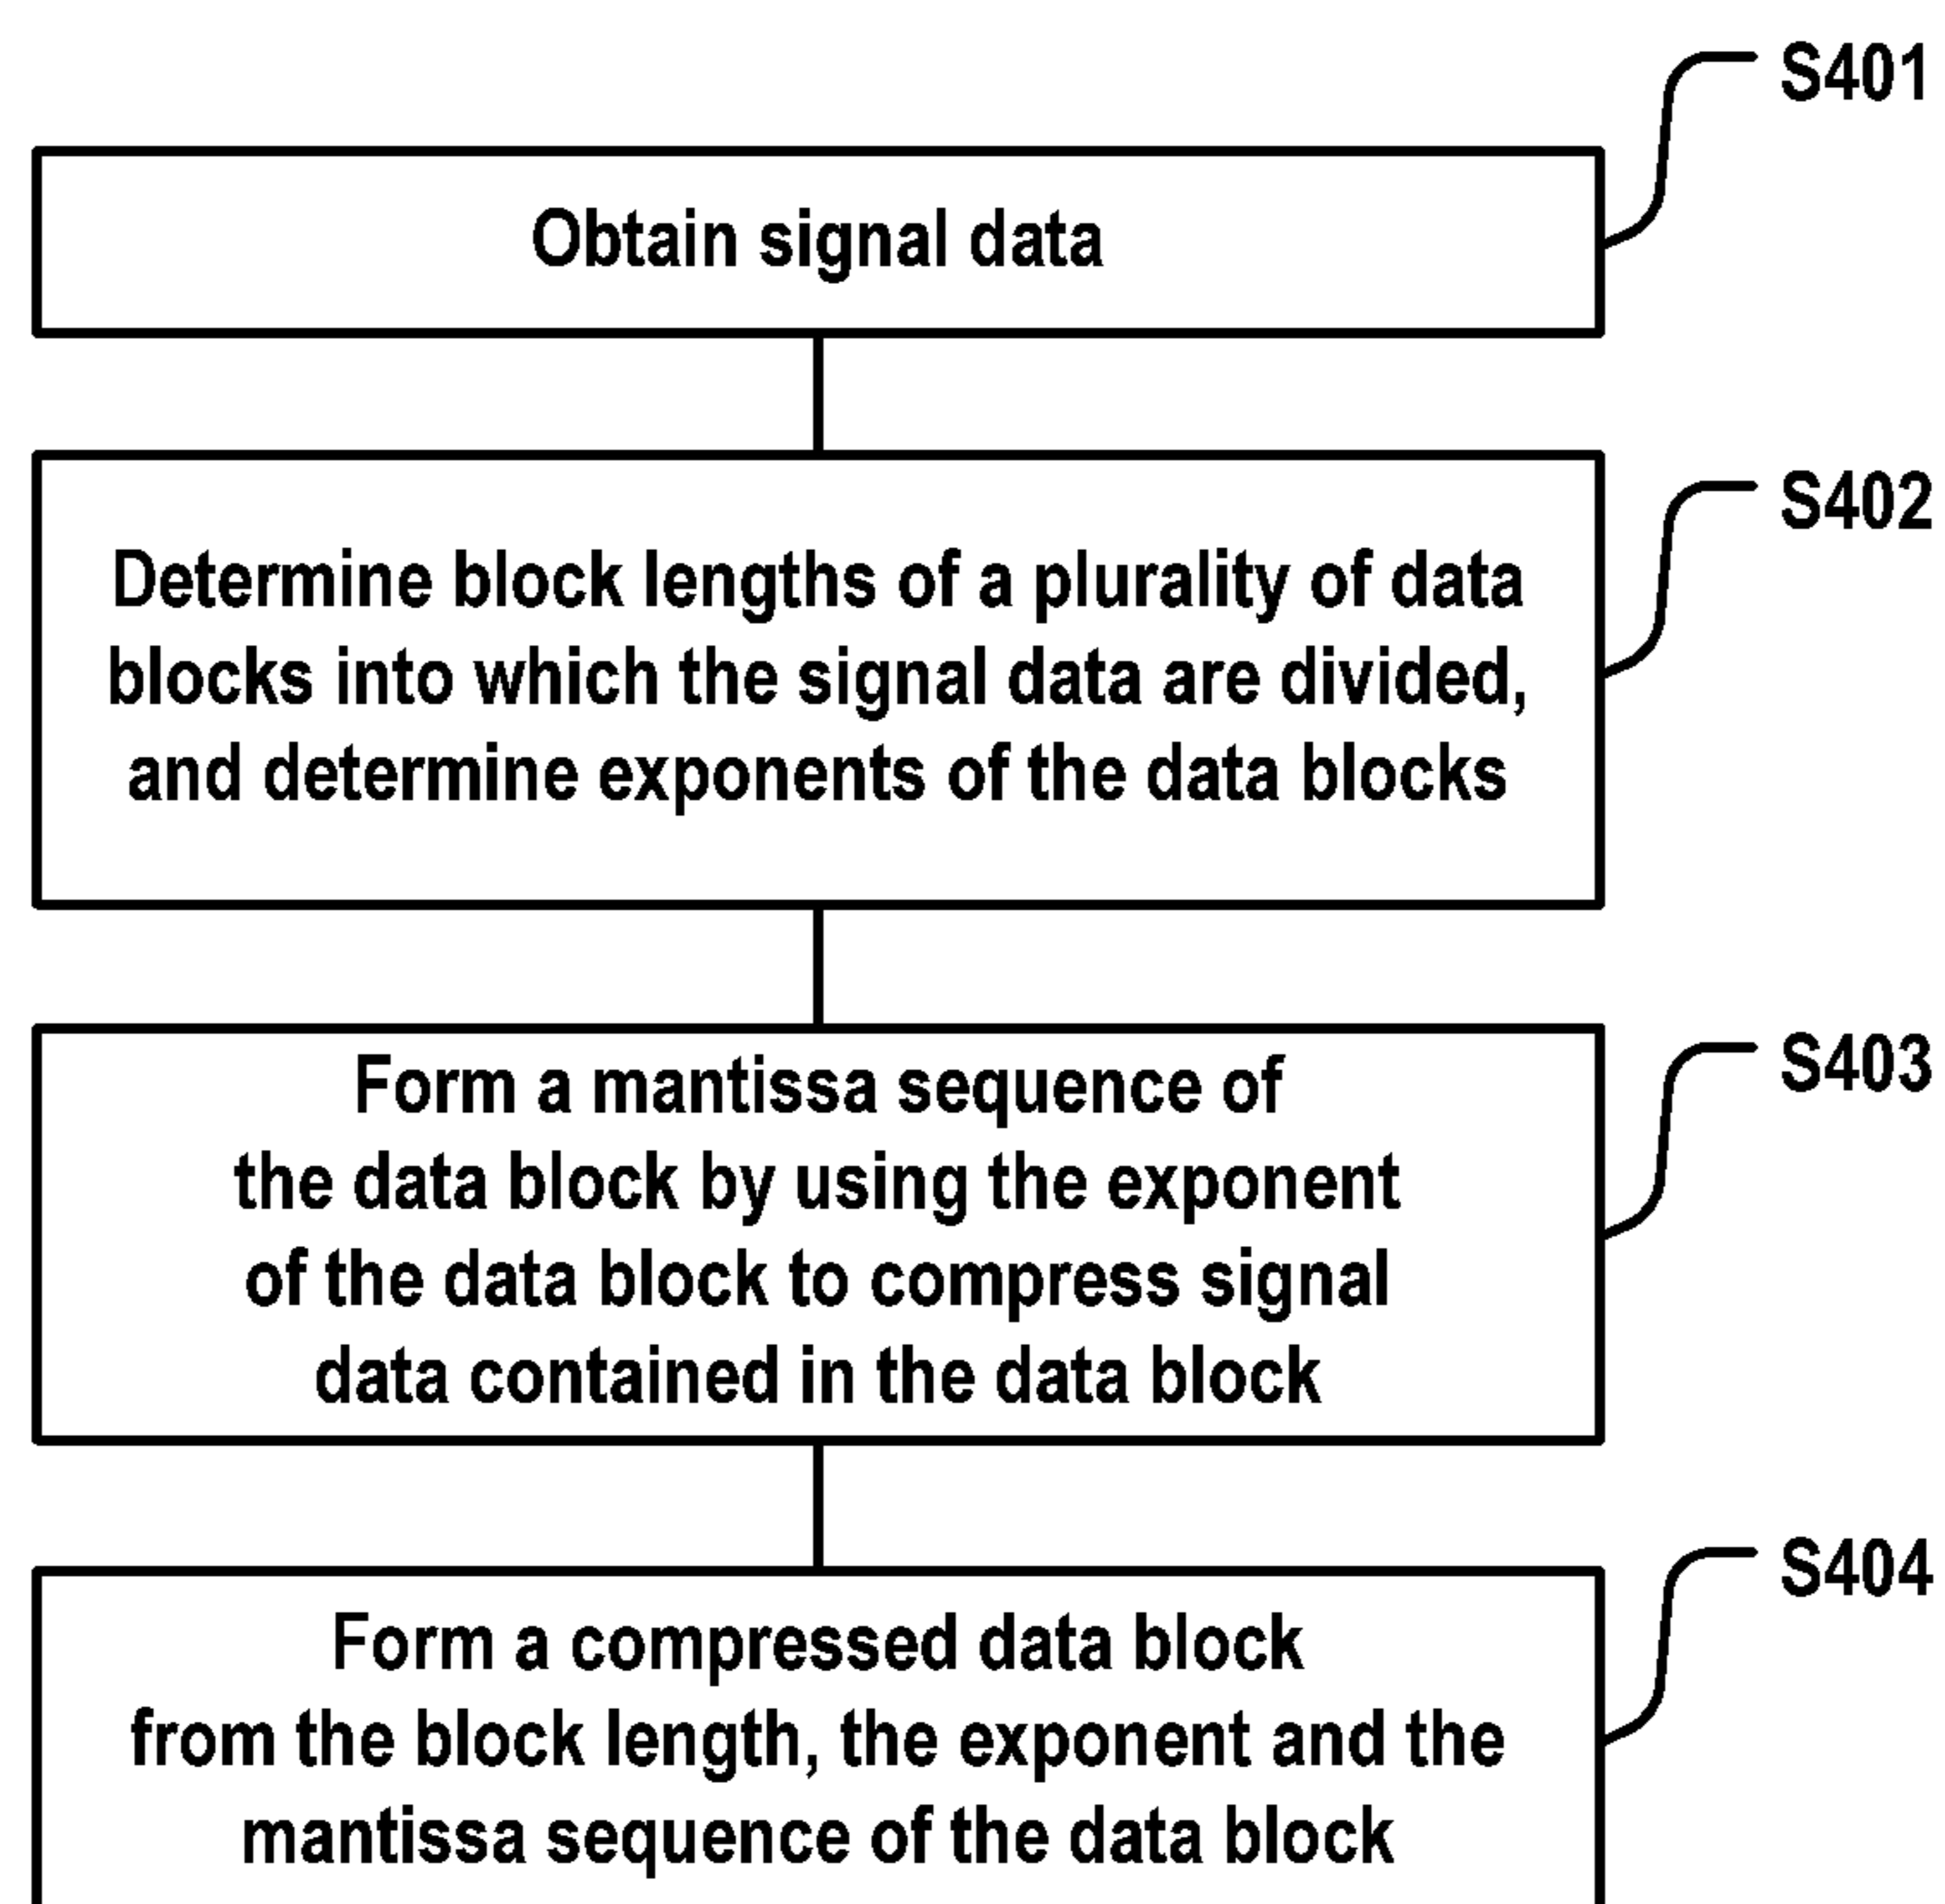 S401
Obtain signal data
S402
Determine block lengths of a plurality of data
blocks into which the signal data are divided,
and determine exponents of the data blocks
S403
Form a mantissa sequence of
the data block by using the exponent
of the data block to compress signal
data contained in the data block
S404
Form a compressed data block
from the block length, the exponent and the
mantissa sequence of the data block